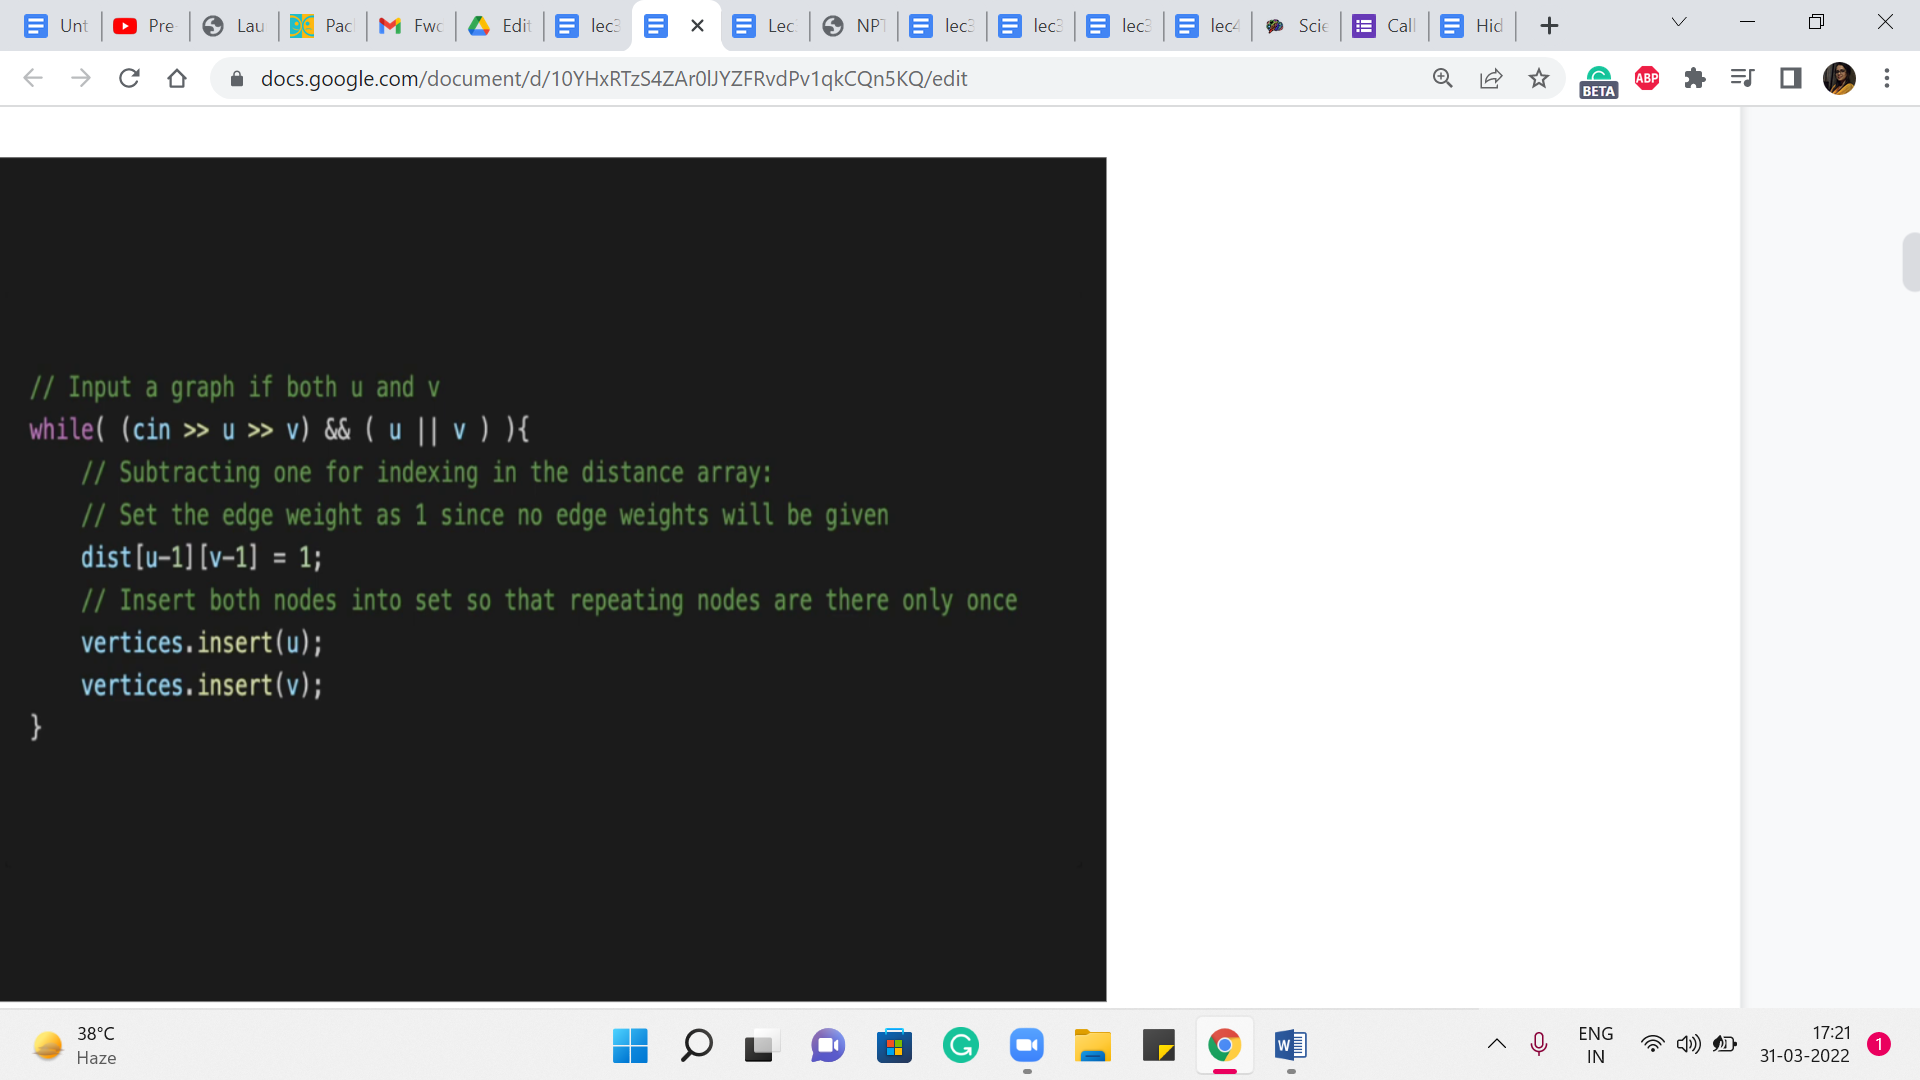 Unt
Pre
Lau
Pac
Fwc
Edit
lec3
Lec
NPT
lec3
lec3
lec3
lec4
Scie
Call
Hid
docs.google.com/document/d/10YHxRTzS4ZAr0lJYZFRvdPv1qkCQn5KQ/edit
BETA
ABP
// Input a graph if both u and v
while( (cin >> u >> v) && ( u || v ) ){
// Subtracting one for indexing in the distance array:
// Set the edge weight as 1 since no edge weights will be given
dist[u-1][v-1] = 1;
// Insert both nodes into set so that repeating nodes are there only once
vertices.insert(u);
vertices.insert(v);
}
38°C
Haze
ENG
IN
17:21
31-03-2022
1